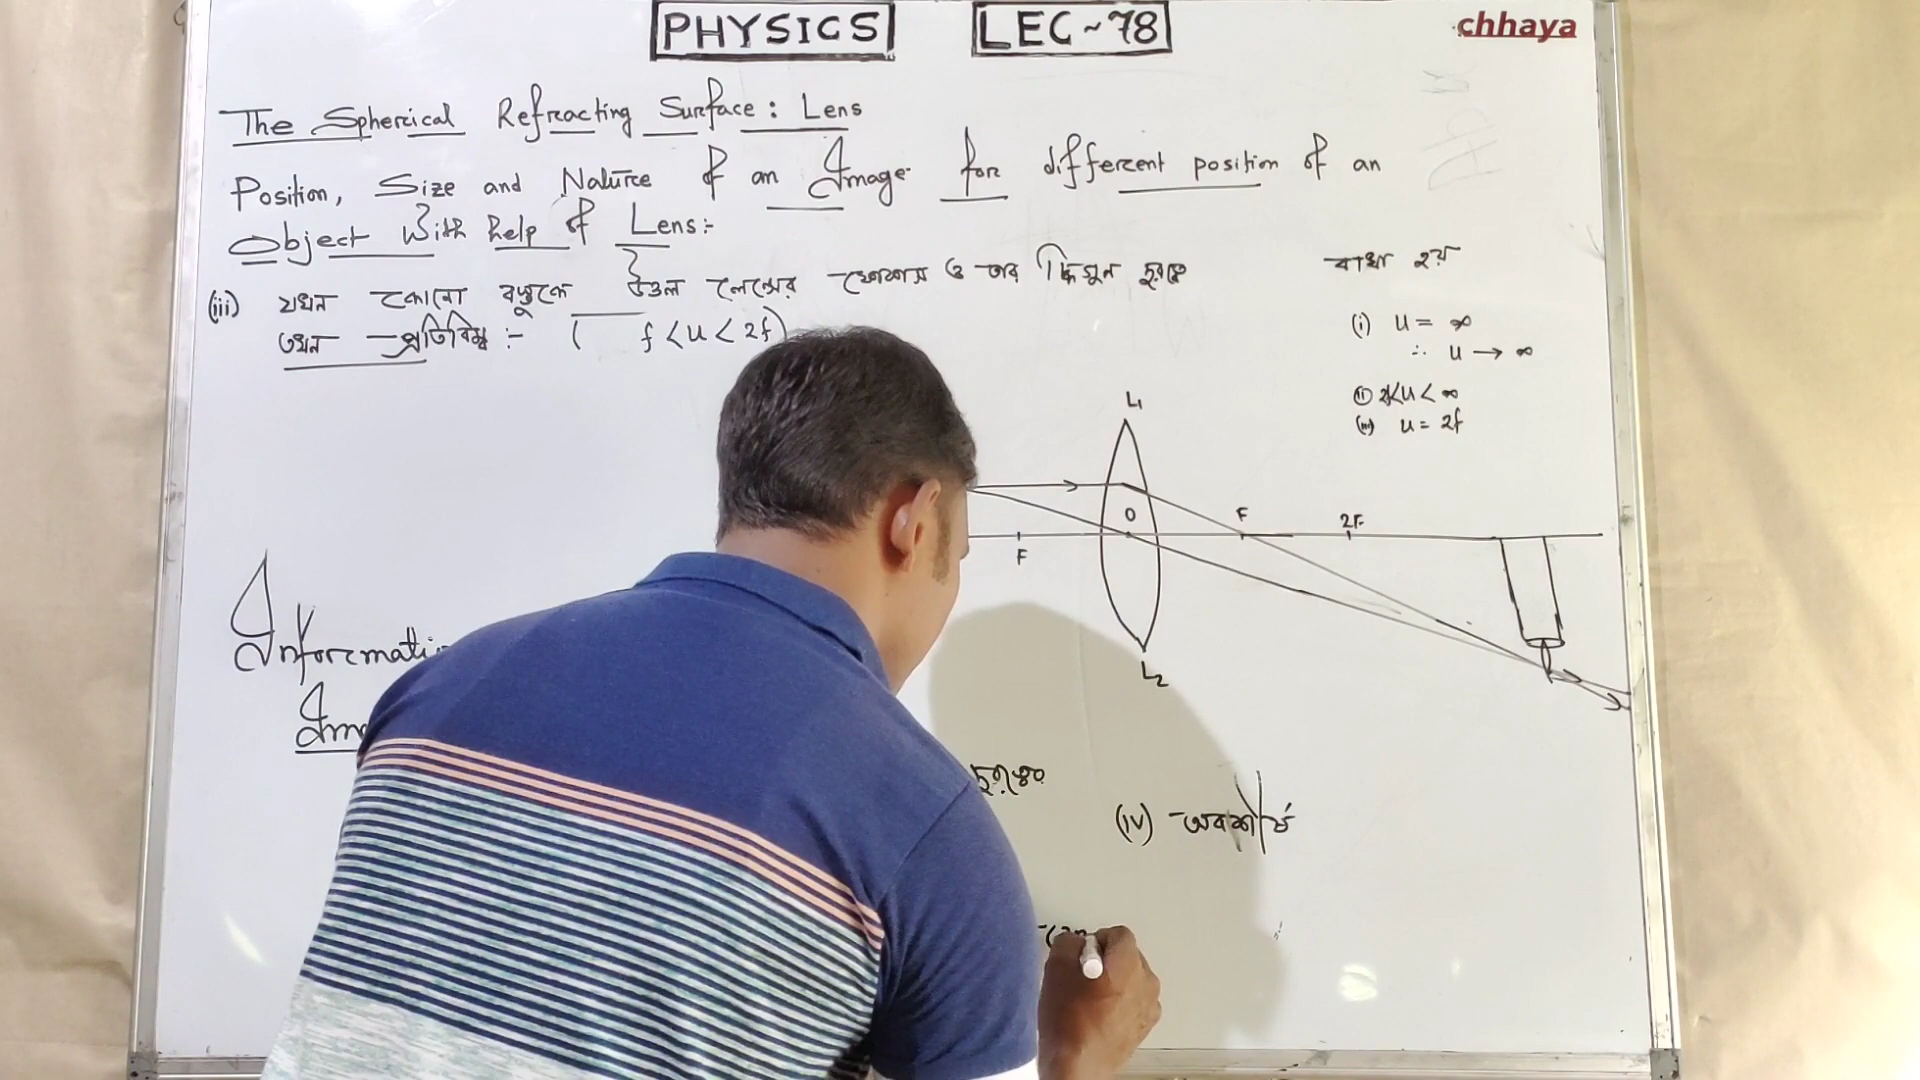 PHYSICS
LEC-78
chhaya
The Spherical Refracting Surface: Lens
Position, Size and Nature of an Image for different position of an
Object With help of Lens:-
(iii) যখন কোনো বস্তুকে উত্তল লেন্সের ফোকাস ও তার দ্বিগুন দূরত্বে
রাখা হয়
তখন প্রতিবিম্ব :- ( f < u < 2f)
(i) u = ∞
∴ u → ∞
(ii) 2f<u < ∞
(iii) u = 2f
L₁
O
F
2F
F
L₂
Informati
Ima
(iv) অবশীর্ষ